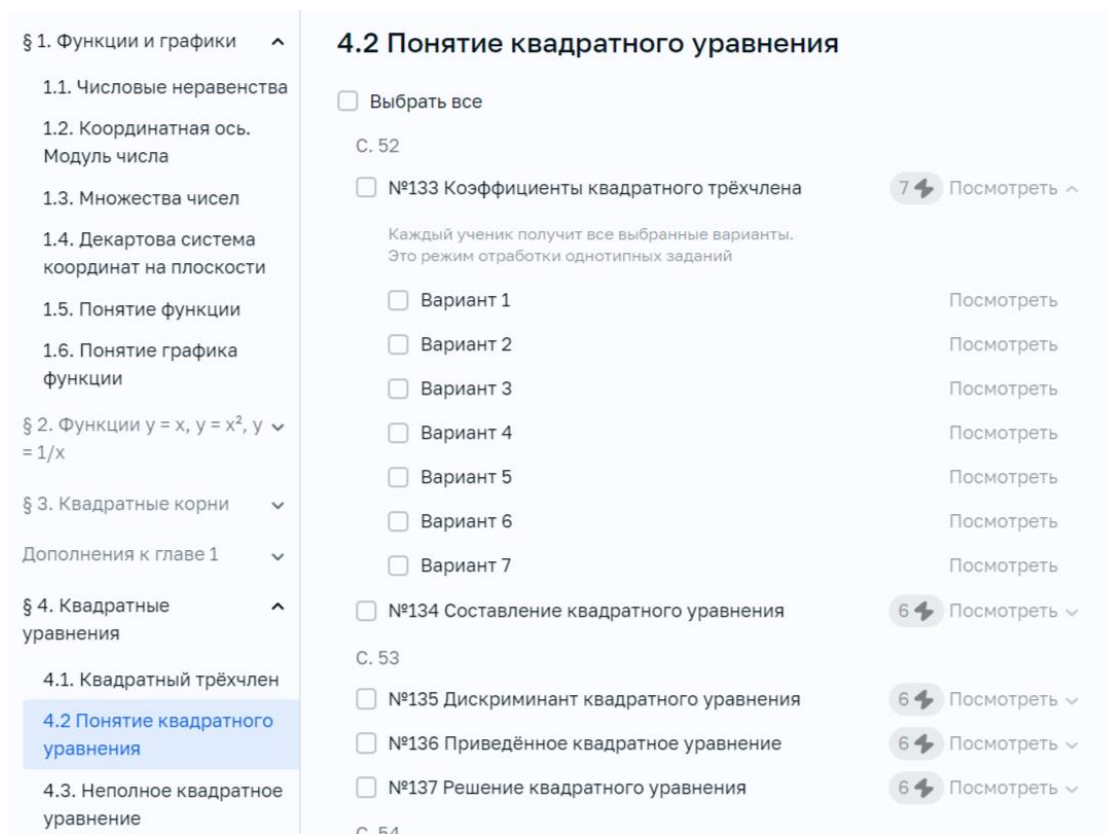 § 1. Функции и графики
1.1. Числовые неравенства
1.2. Координатная ось.
Модуль числа
1.3. Множества чисел
1.4. Декартова система
координат на плоскости
1.5. Понятие функции
1.6. Понятие графика
функции
§ 2. Функции y = x, y = x², y
= 1/x
§ 3. Квадратные корни
Дополнения к главе 1
§ 4. Квадратные
уравнения
4.1. Квадратный трёхчлен
4.2 Понятие квадратного
уравнения
4.3. Неполное квадратное
уравнение
4.2 Понятие квадратного уравнения
Выбрать все
С. 52
№133 Коэффициенты квадратного трёхчлена 7 Посмотреть
Каждый ученик получит все выбранные варианты.
Это режим отработки однотипных заданий
Вариант 1 Посмотреть
Вариант 2 Посмотреть
Вариант 3 Посмотреть
Вариант 4 Посмотреть
Вариант 5 Посмотреть
Вариант 6 Посмотреть
Вариант 7 Посмотреть
№134 Составление квадратного уравнения 6 Посмотреть
С. 53
№135 Дискриминант квадратного уравнения 6 Посмотреть
№136 Приведённое квадратное уравнение 6 Посмотреть
№137 Решение квадратного уравнения 6 Посмотреть
С. 54